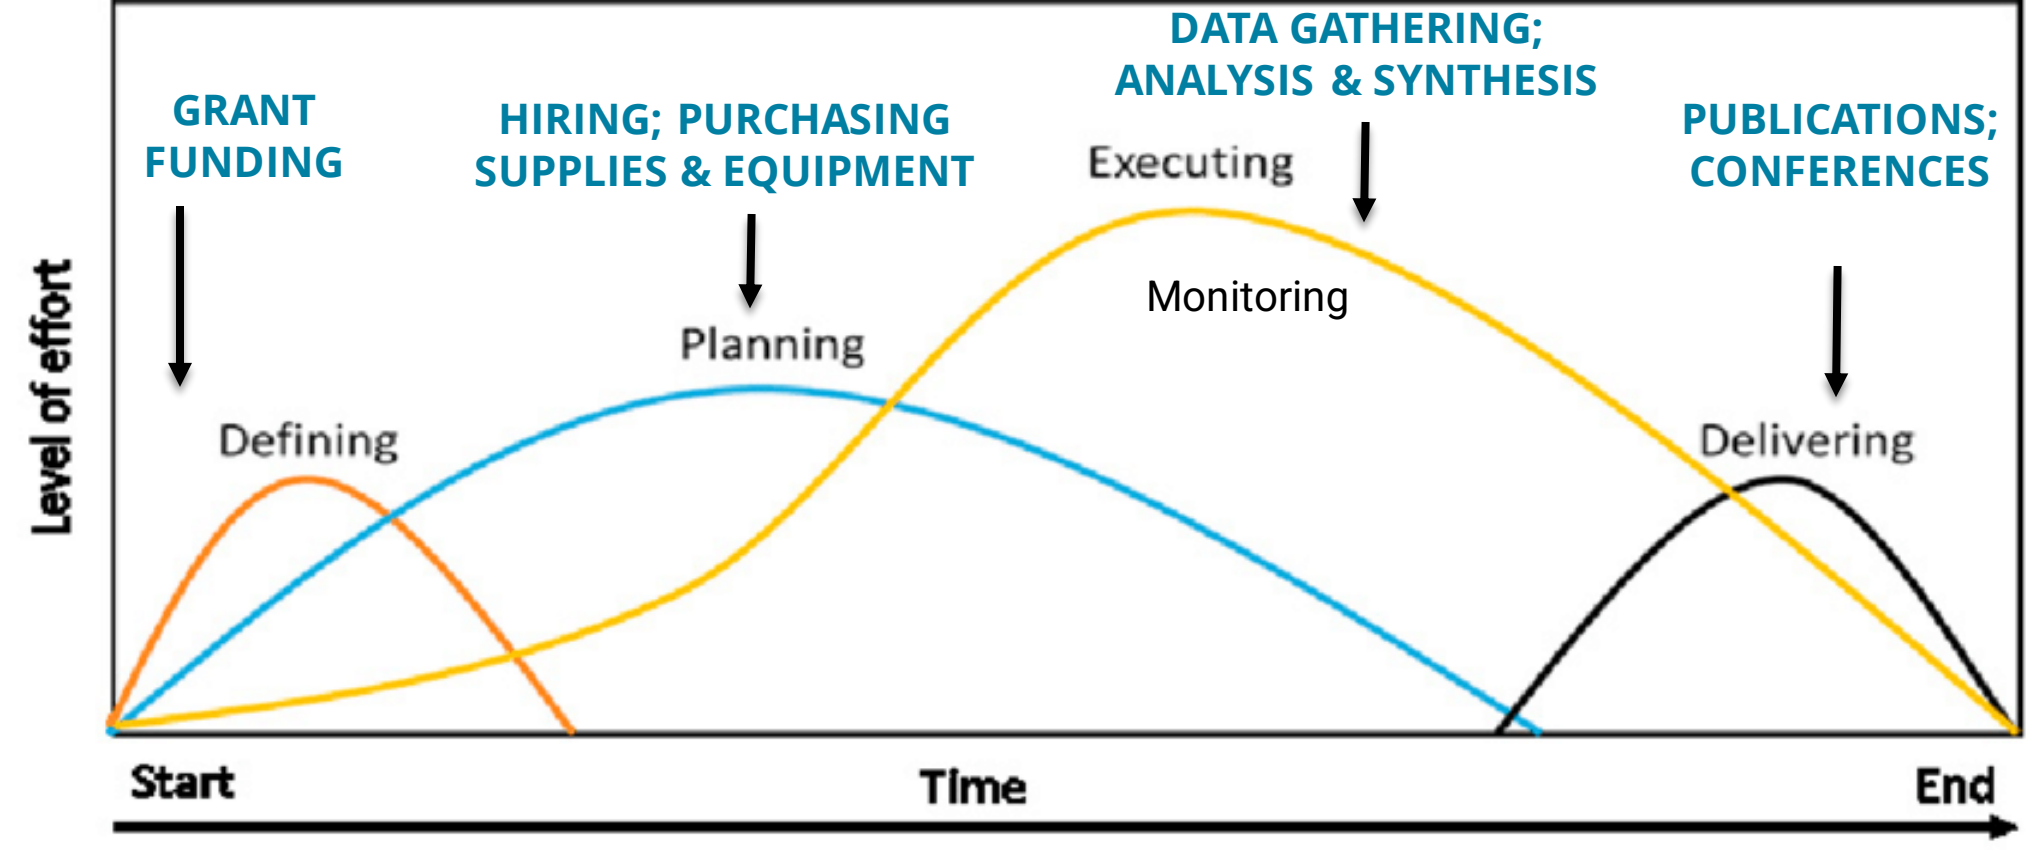 DATA GATHERING;
ANALYSIS & SYNTHESIS
GRANT
FUNDING
HIRING; PURCHASING
SUPPLIES & EQUIPMENT
PUBLICATIONS;
CONFERENCES
Executing
Monitoring
Planning
Defining
Delivering
Level of effort
Start
Time
End